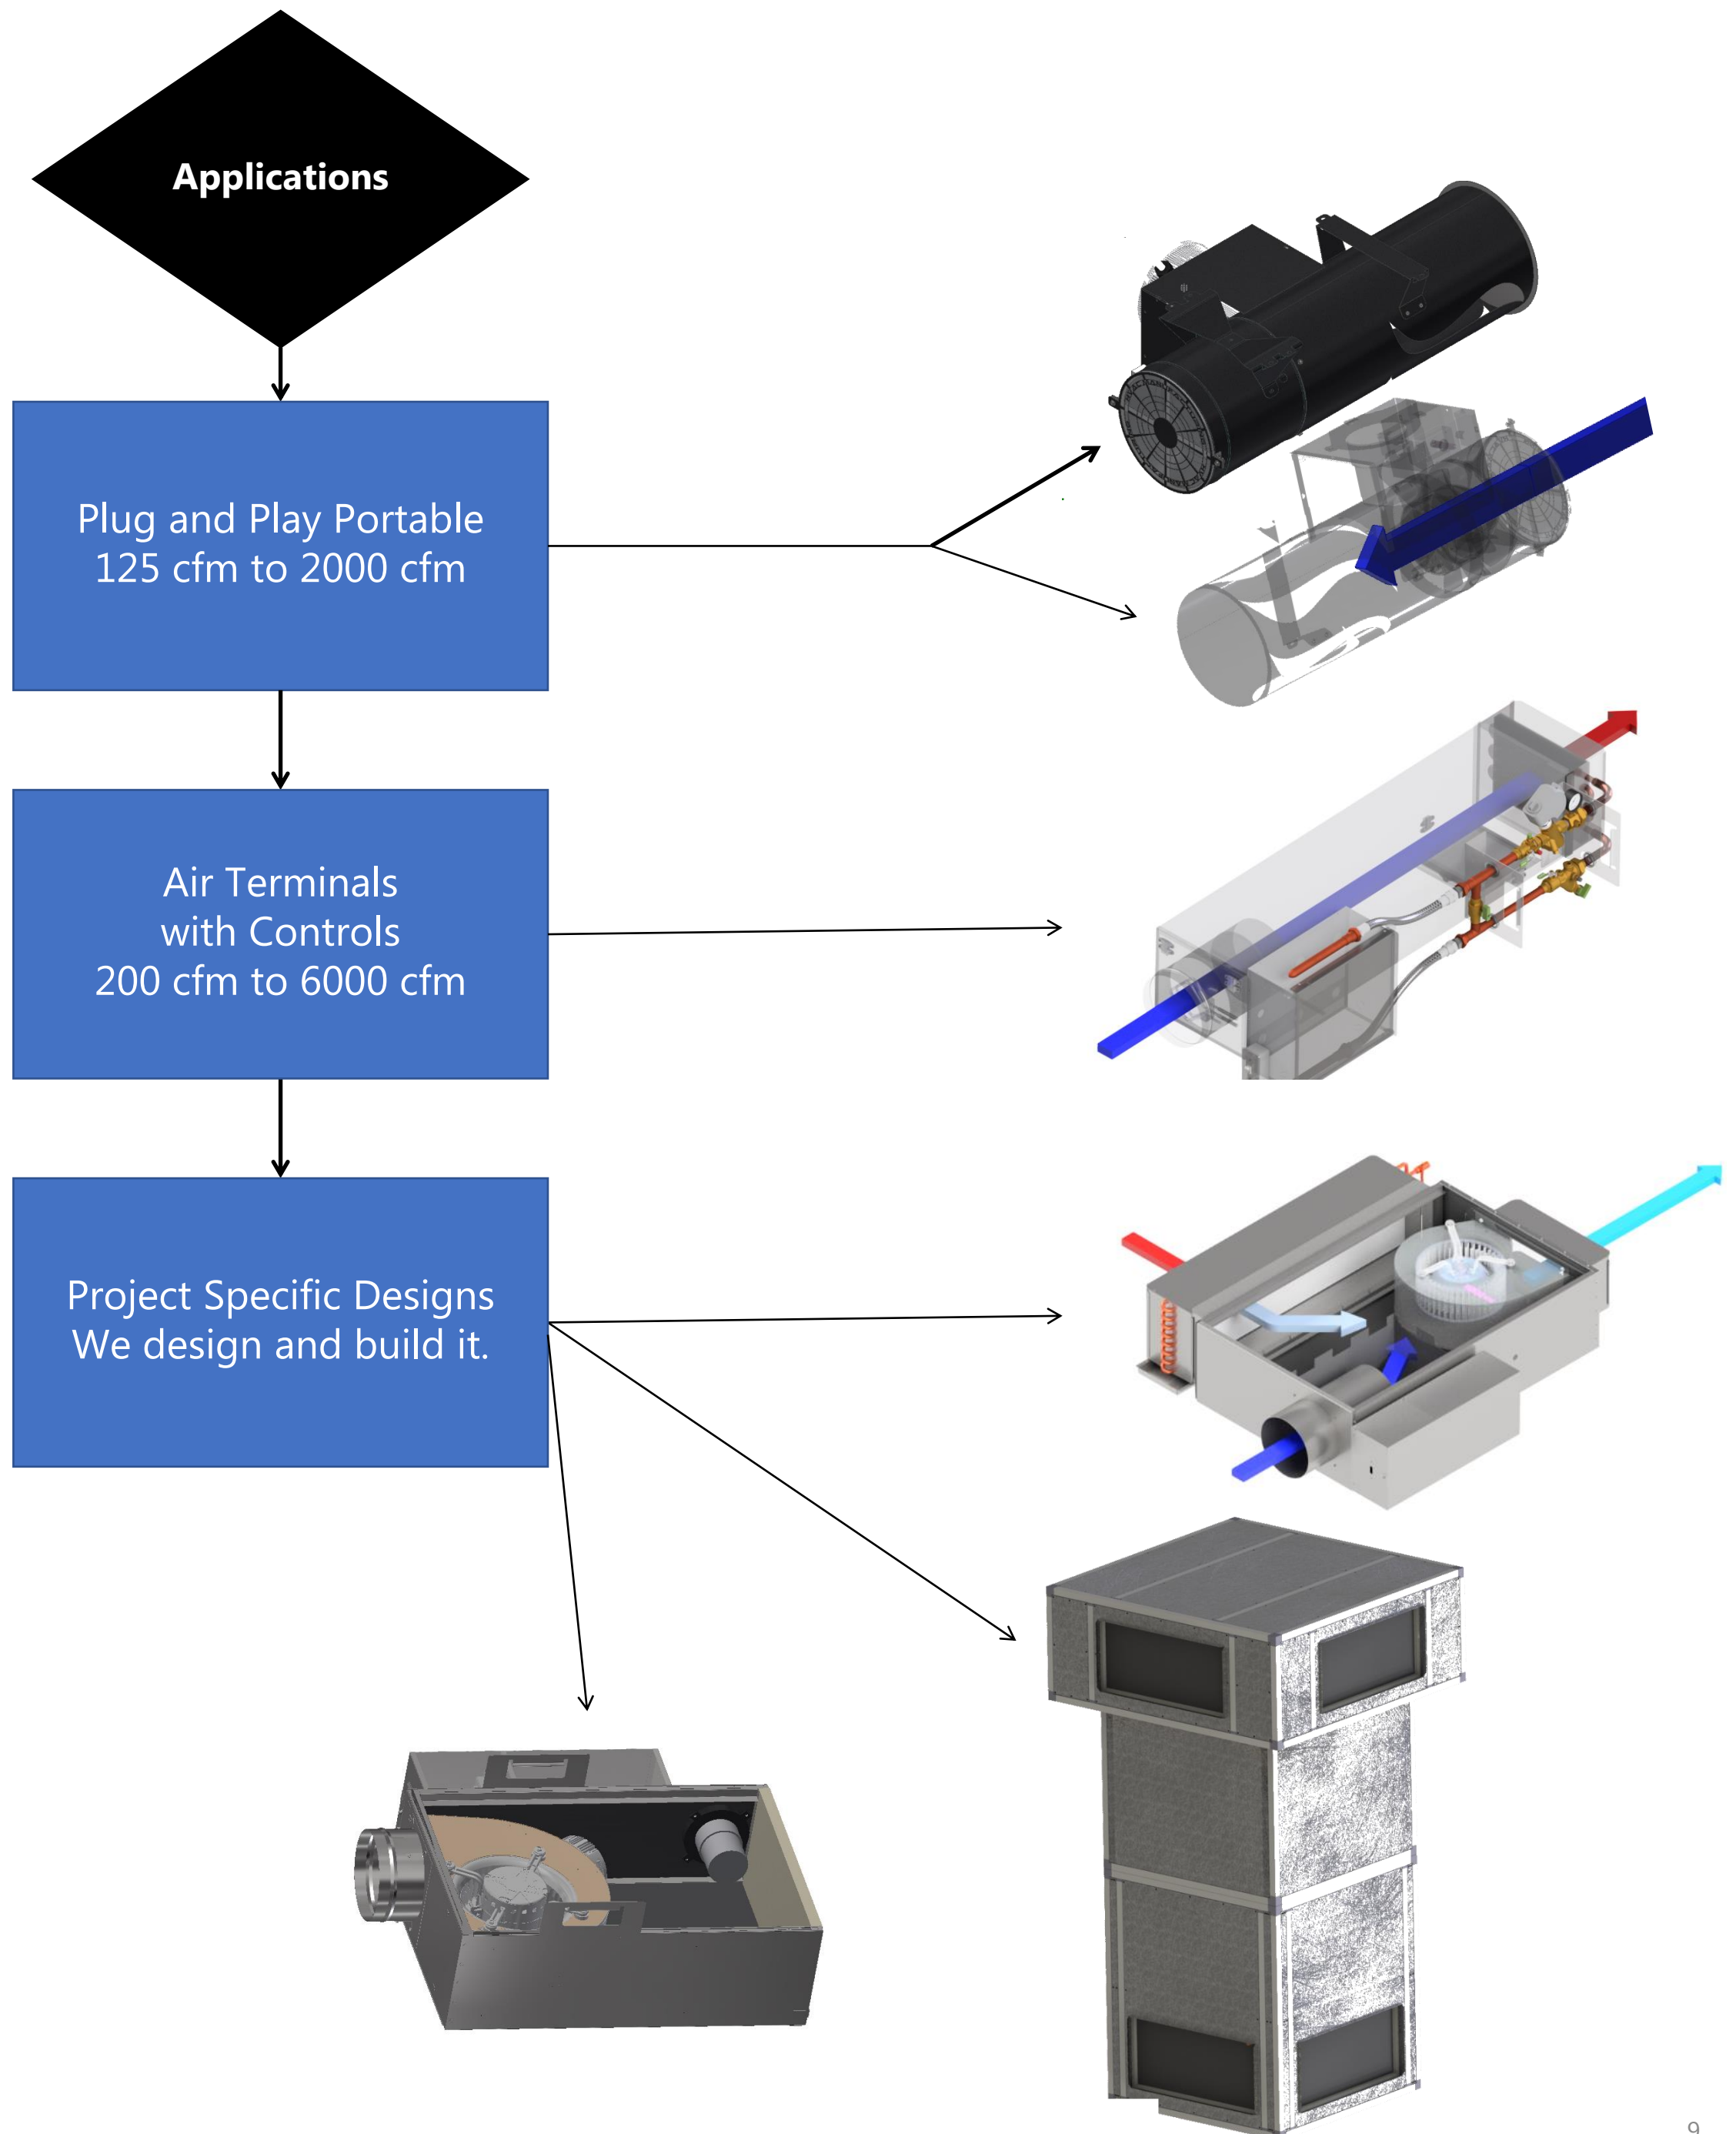 Applications
Plug and Play Portable
125 cfm to 2000 cfm
Air Terminals
with Controls
200 cfm to 6000 cfm
Project Specific Designs
We design and build it.
9